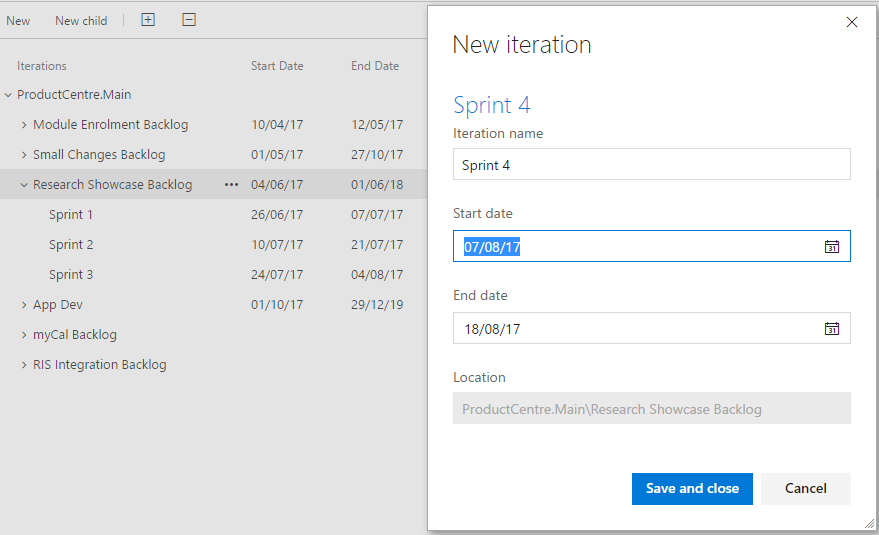 New New child
Iterations Start Date End Date
ProductCentre.Main
Module Enrolment Backlog 10/04/17 12/05/17
Small Changes Backlog 01/05/17 27/10/17
Research Showcase Backlog ••• 04/06/17 01/06/18
Sprint 1 26/06/17 07/07/17
Sprint 2 10/07/17 21/07/17
Sprint 3 24/07/17 04/08/17
App Dev 01/10/17 29/12/19
myCal Backlog
RIS Integration Backlog
New iteration
Sprint 4
Iteration name
Sprint 4
Start date
07/08/17 31
End date
18/08/17 31
Location
ProductCentre.Main\Research Showcase Backlog
Save and close Cancel